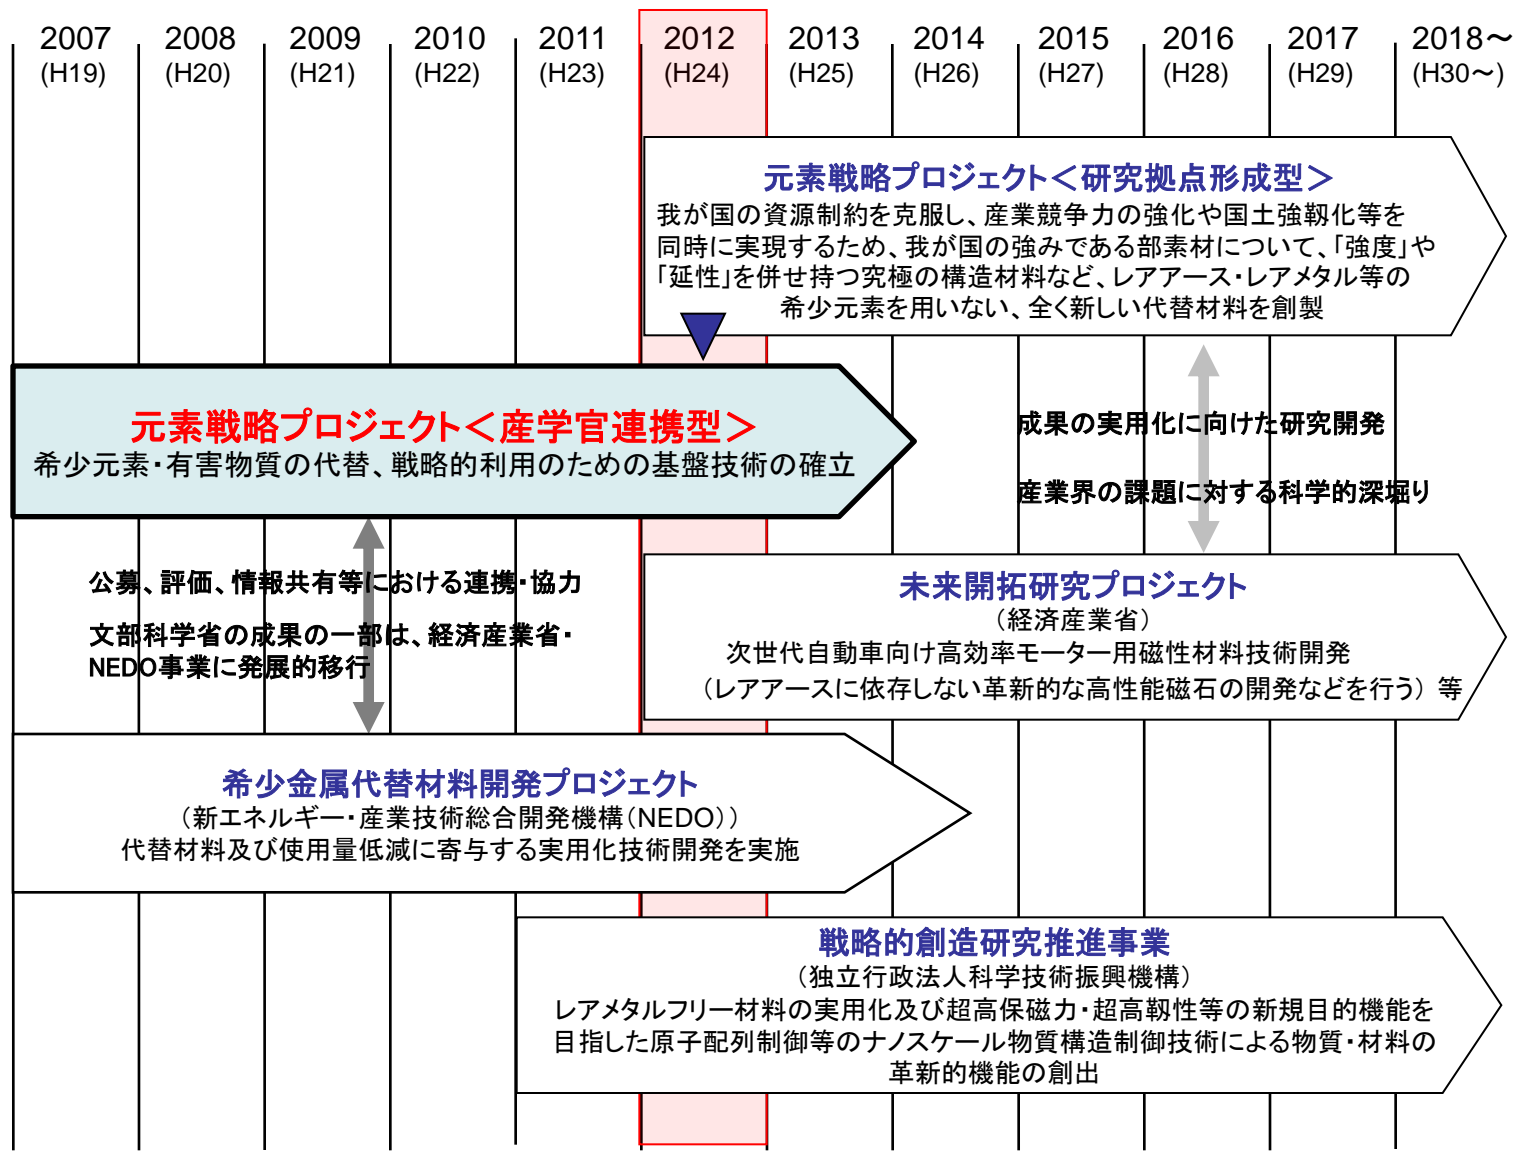 2007 2008 2009 2010 2011 2012 2013 2014 2015 2016 2017 2018～
(H19) (H20) (H21) (H22) (H23) (H24) (H25) (H26) (H27) (H28) (H29) (H30～)
元素戦略プロジェクト＜研究拠点形成型＞
我が国の資源制約を克服し、産業競争力の強化や国土強靱化等を
同時に実現するため、我が国の強みである部素材について、「強度」や
「延性」を併せ持つ究極の構造材料など、レアアース・レアメタル等の
希少元素を用いない、全く新しい代替材料を創製
元素戦略プロジェクト＜産学官連携型＞
希少元素・有害物質の代替、戦略的利用のための基盤技術の確立
成果の実用化に向けた研究開発
産業界の課題に対する科学的深堀り
公募、評価、情報共有等における連携・協力
文部科学省の成果の一部は、経済産業省・
NEDO事業に発展的移行
未来開拓研究プロジェクト
（経済産業省）
次世代自動車向け高効率モーター用磁性材料技術開発
（レアアースに依存しない革新的な高性能磁石の開発などを行う） 等
希少金属代替材料開発プロジェクト
（新エネルギー・産業技術総合開発機構（NEDO））
代替材料及び使用量低減に寄与する実用化技術開発を実施
戦略的創造研究推進事業
（独立行政法人科学技術振興機構）
レアメタルフリー材料の実用化及び超高保磁力・超高靱性等の新規目的機能を
目指した原子配列制御等のナノスケール物質構造制御技術による物質・材料の
革新的機能の創出